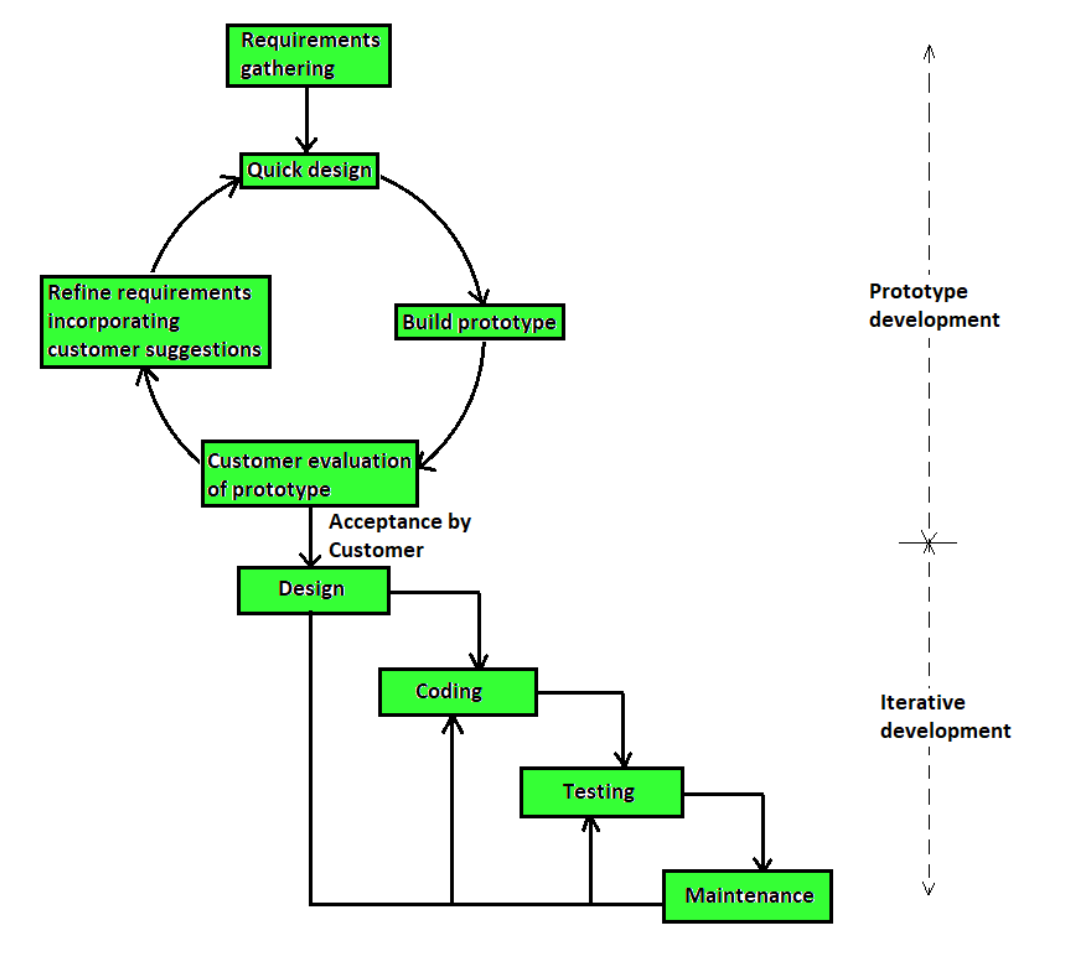 Requirements
gathering
Quick design
Refine requirements
incorporating
customer suggestions
Build prototype
Prototype
development
Customer evaluation
of prototype
Acceptance by
Customer
Design
Coding
Iterative
development
Testing
Maintenance